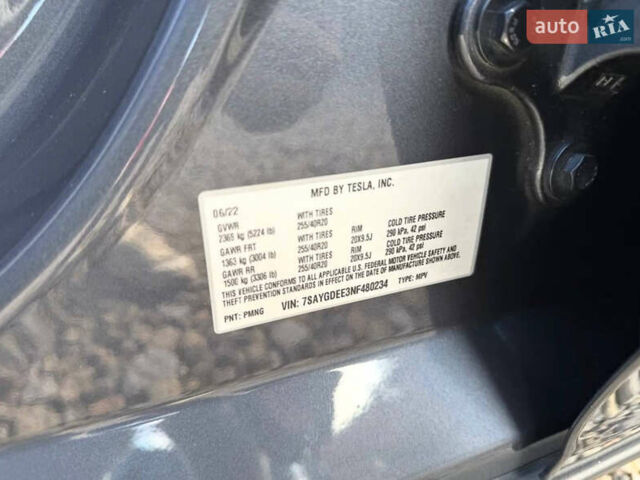 auto RIA .com
MFD BY TESLA, INC.
06/22
GVWR WITH TIRES RIM COLD TIRE PRESSURE
2369 kg (5224 lb) 255/40R20 20X9.5J 290 kPa, 42 psi
GAWR FRT WITH TIRES RIM COLD TIRE PRESSURE
1363 kg (3004 lb) 255/40R20 20X9.5J 290 kPa, 42 psi
GAWR RR WITH TIRES
1500 kg (3306 lb) 255/40R20
THIS VEHICLE CONFORMS TO ALL APPLICABLE U.S. FEDERAL MOTOR VEHICLE SAFETY AND
THEFT PREVENTION STANDARDS IN EFFECT ON THE DATE OF MANUFACTURE SHOWN ABOVE.
PNT: PMNG VIN: 7SAYGDEE3NF480234 TYPE: MPV